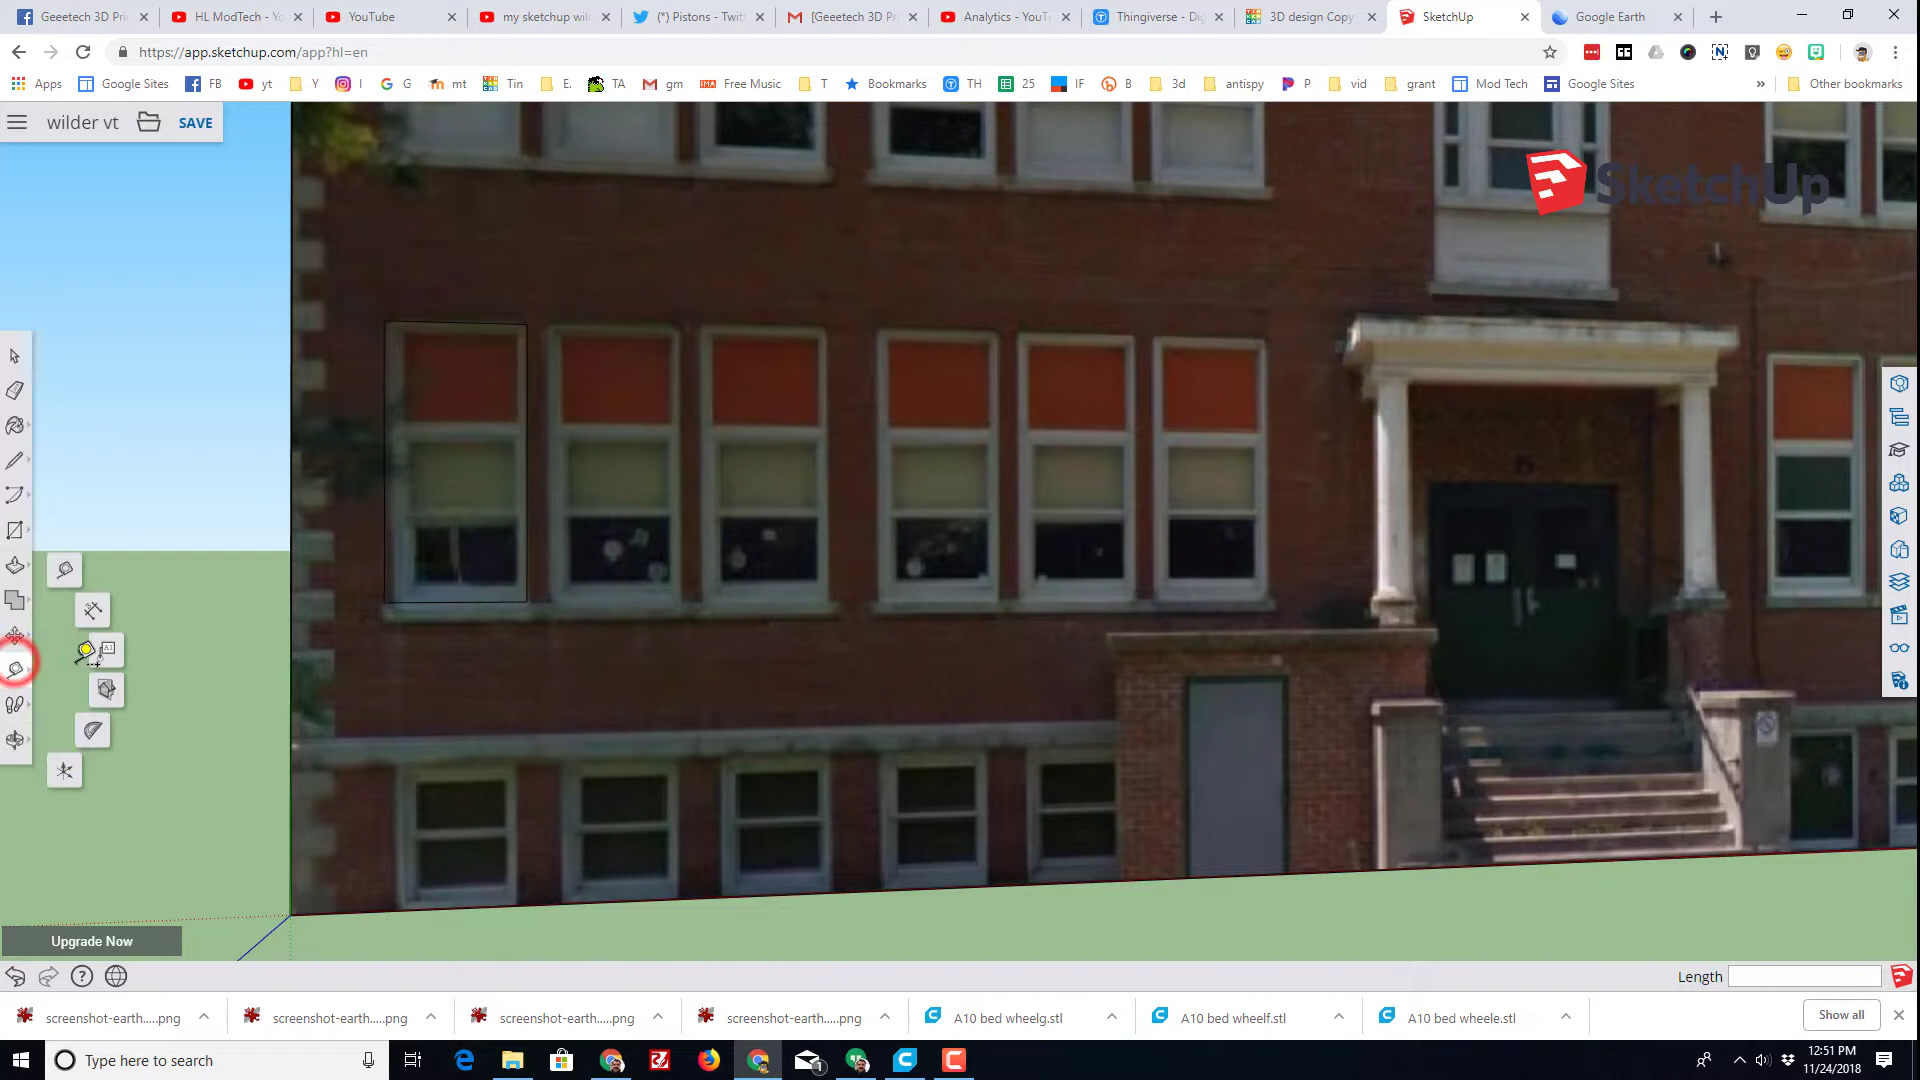 Geeetech 3D Pri
HL ModTech - Yo
YouTube
my sketchup wil
(*) Pistons - Twitt
[Geeetech 3D Pr
Analytics - YouT
Thingiverse - Dig
3D design Copy
SketchUp
Google Earth
https://app.sketchup.com/app?hl=en
Apps
Google Sites
FB
yt
Y
I
G
mt
Tin
E.
TA
gm
Free Music
T
Bookmarks
TH
25
IF
B
3d
antispy
P
vid
grant
Mod Tech
Google Sites
»
Other bookmarks
wilder vt
SAVE
SketchUp
Upgrade Now
Length
screenshot-earth.....png
screenshot-earth.....png
screenshot-earth.....png
screenshot-earth.....png
A10 bed wheelg.stl
A10 bed wheelf.stl
A10 bed wheele.stl
Show all
Type here to search
12:51 PM
11/24/2018